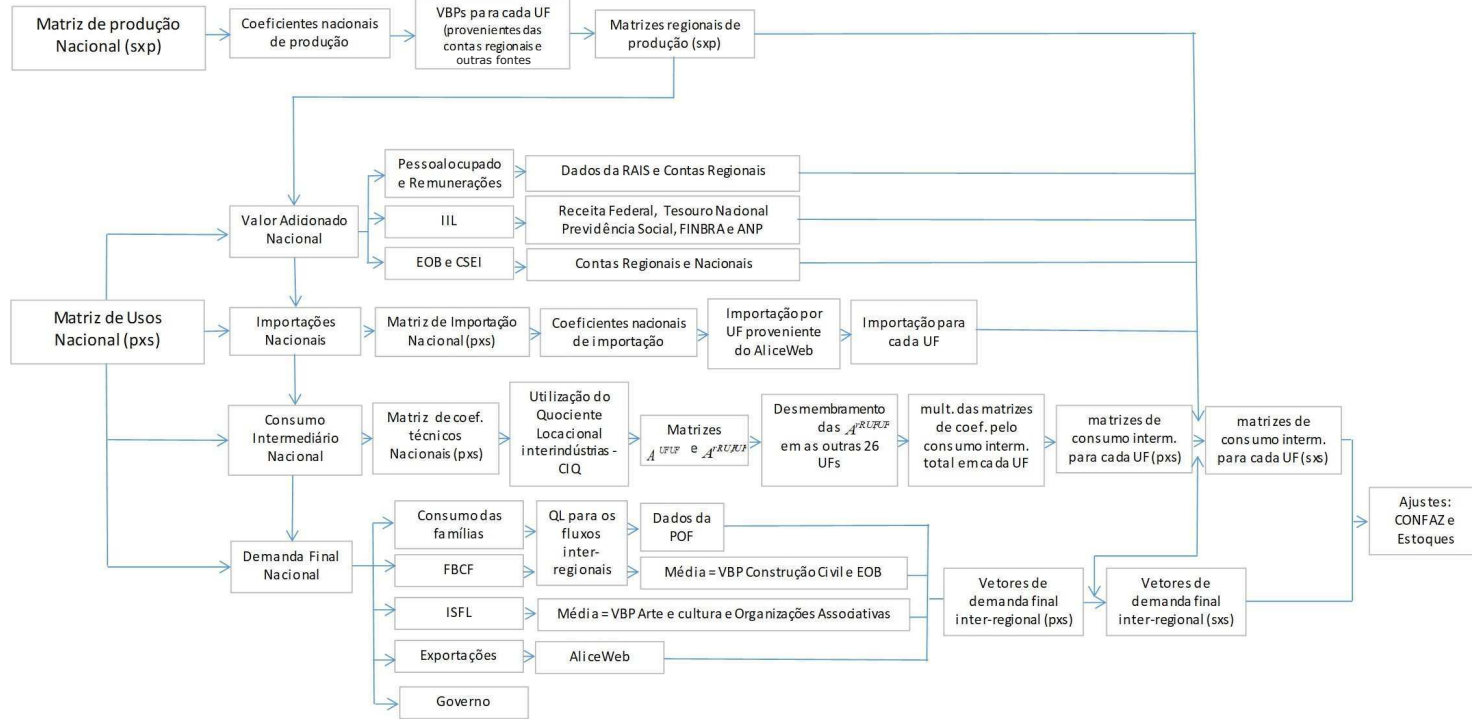 Matriz de produção
Nacional (sxp)
Coeficientes nacionais
de produção
VBPs para cada UF
(provenientes das
contas regionais e
outras fontes
Matrizes regionais de
produção (sxp)
Pessoal ocupado
e Remunerações
Dados da RAIS e Contas Regionais
Valor Adicionado
Nacional
IIL
Receita Federal, Tesouro Nacional
Previdência Social, FINBRA e ANP
EOB e CSEI
Contas Regionais e Nacionais
Matriz de Usos
Nacional (pxs)
Importações
Nacionais
Matriz de Importação
Nacional (pxs)
Coeficientes nacionais
de importação
Importação por
UF proveniente
do AliceWeb
Importação para
cada UF
Consumo
Intermediário
Nacional
Matriz de coef.
técnicos
Nacionais (pxs)
Utilização do
Quociente
Locacional
interindústrias -
CIQ
Matrizes
A^UFUF e A^rRUFUF
Desmembramento
das A^rRUFUF
em as outras 26
UFs
mult. das matrizes
de coef. pelo
consumo interm.
total em cada UF
matrizes de
consumo interm.
para cada UF (pxs)
matrizes de
consumo interm.
para cada UF (sxs)
Ajustes:
CONFAZ e
Estoques
Demanda Final
Nacional
Consumo das
famílias
FBCF
QL para os
fluxos
inter-
regionais
Dados da
POF
Média = VBP Construção Civil e EOB
ISFL
Média = VBP Arte e cultura e Organizações Associativas
Exportações
AliceWeb
Governo
Vetores de
demanda final
inter-regional (pxs)
Vetores de
demanda final
inter-regional (sxs)